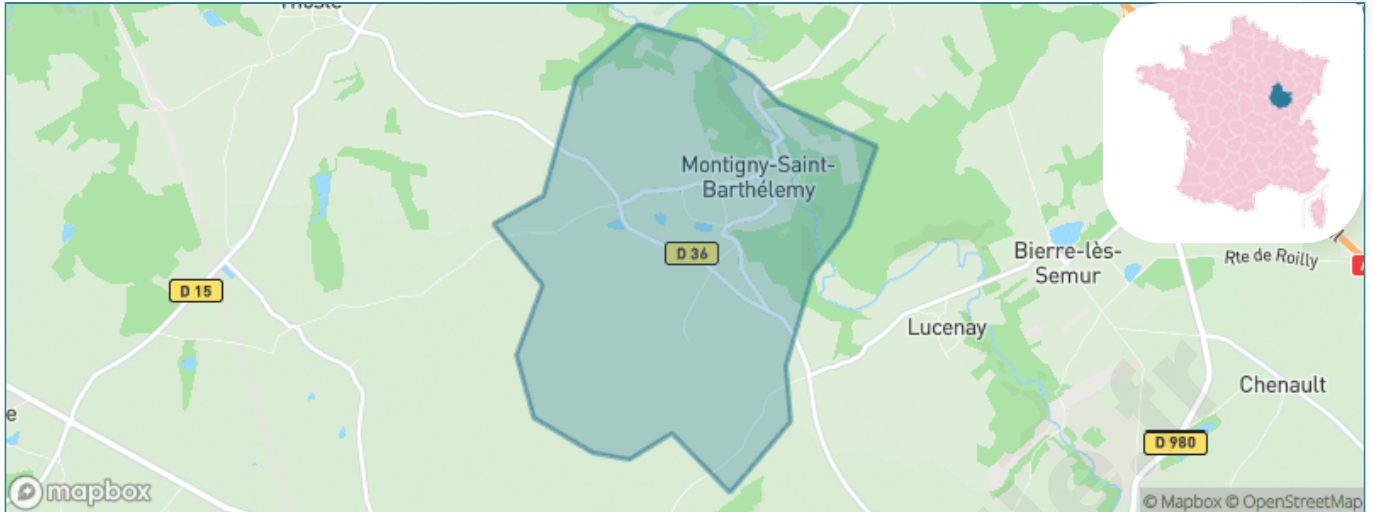 Montigny-Saint-
Barthélemy
D 36
D 15
Bierre-lès-
Semur
Rte de Roilly
Lucenay
Chenault
D 980
mapbox
© Mapbox © OpenStreetMap